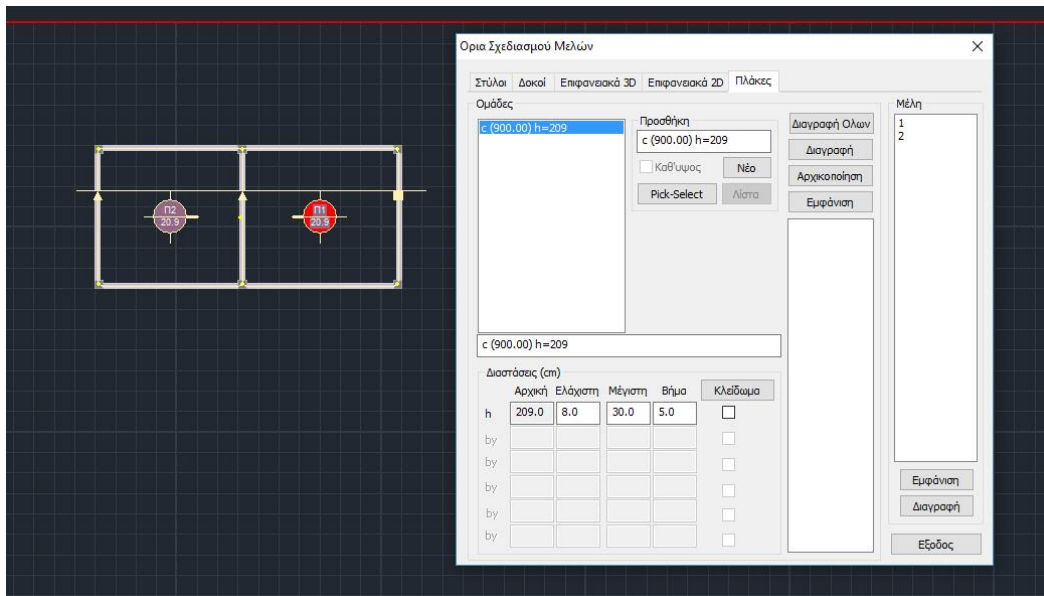 Ορια Σχεδιασμού Μελών
Στύλοι Δοκοί Επιφανειακά 3D Επιφανειακά 2D Πλάκες
Ομάδες
c (900.00) h=209
Προσθήκη
c (900.00) h=209
Καθ'υψος Νέο
Pick-Select Λίστα
Διαγραφή Ολων
Διαγραφή
Αρχικοποίηση
Εμφάνιση
Μέλη
1
2
c (900.00) h=209
Διαστάσεις (cm)
Αρχική Ελάχιστη Μέγιστη Βήμα Κλείδωμα
h 209.0 8.0 30.0 5.0
by
by
by
by
by
Εμφάνιση
Διαγραφή
Εξοδος
Π2
20.9
Π1
20.9